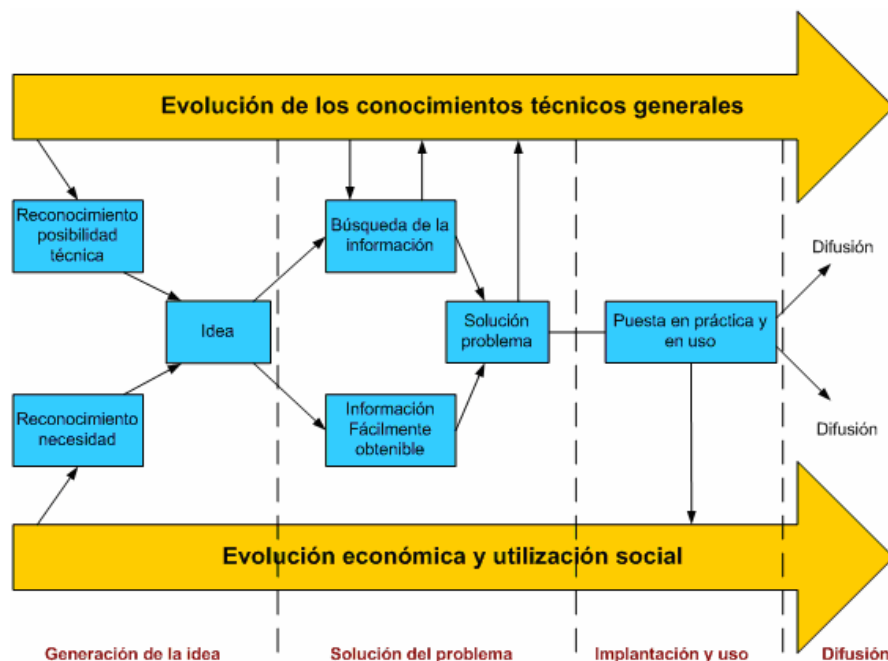 Evolución de los conocimientos técnicos generales
Reconocimiento
posibilidad
técnica
Búsqueda de la
información
Difusión
Idea
Solución
problema
Puesta en práctica y
en uso
Reconocimiento
necesidad
Información
Fácilmente
obtenible
Difusión
Evolución económica y utilización social
Generación de la idea
Solución del problema
Implantación y uso
Difusión